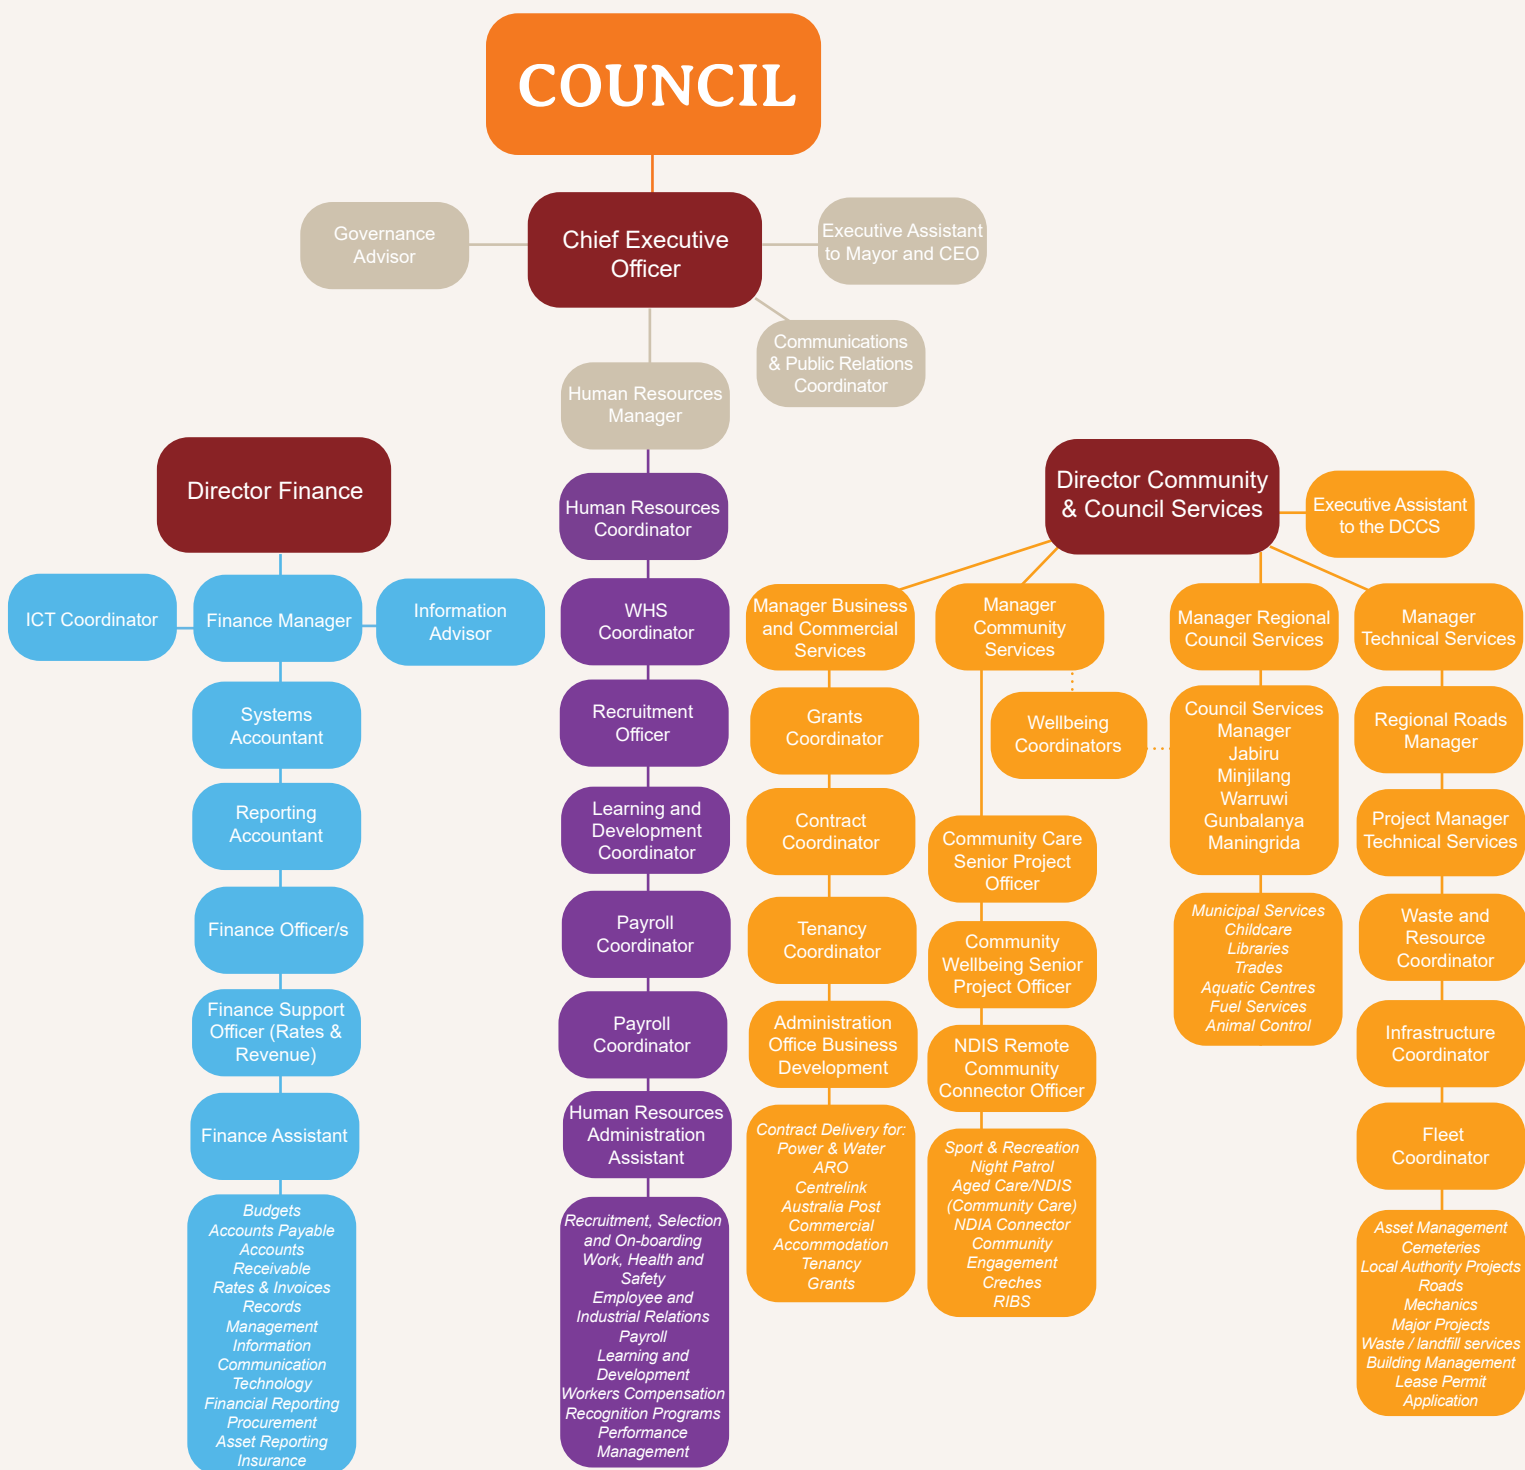 COUNCIL
Governance
Advisor
Chief Executive
Officer
Executive Assistant
to Mayor and CEO
Communications
& Public Relations
Coordinator
Human Resources
Manager
Director Finance
ICT Coordinator
Finance Manager
Information
Advisor
Systems
Accountant
Reporting
Accountant
Finance Officer/s
Finance Support
Officer (Rates &
Revenue)
Finance Assistant
Budgets
Accounts Payable
Accounts
Receivable
Rates & Invoices
Records
Management
Information
Communication
Technology
Financial Reporting
Procurement
Asset Reporting
Insurance
Human Resources
Coordinator
WHS
Coordinator
Recruitment
Officer
Learning and
Development
Coordinator
Payroll
Coordinator
Payroll
Coordinator
Human Resources
Administration
Assistant
Recruitment, Selection
and On-boarding
Work, Health and
Safety
Employee and
Industrial Relations
Payroll
Learning and
Development
Workers Compensation
Recognition Programs
Performance
Management
Director Community
& Council Services
Executive Assistant
to the DCCS
Manager Business
and Commercial
Services
Grants
Coordinator
Contract
Coordinator
Tenancy
Coordinator
Administration
Office Business
Development
Contract Delivery for:
Power & Water
ARO
Centrelink
Australia Post
Commercial
Accommodation
Tenancy
Grants
Manager
Community
Services
Wellbeing
Coordinators
Community Care
Senior Project
Officer
Community
Wellbeing Senior
Project Officer
NDIS Remote
Community
Connector Officer
Sport & Recreation
Night Patrol
Aged Care/NDIS
(Community Care)
NDIA Connector
Community
Engagement
Creches
RIBS
Manager Regional
Council Services
Council Services
Manager
Jabiru
Minjilang
Warruwi
Gunbalanya
Maningrida
Municipal Services
Childcare
Libraries
Trades
Aquatic Centres
Fuel Services
Animal Control
Manager
Technical Services
Regional Roads
Manager
Project Manager
Technical Services
Waste and
Resource
Coordinator
Infrastructure
Coordinator
Fleet
Coordinator
Asset Management
Cemeteries
Local Authority Projects
Roads
Mechanics
Major Projects
Waste / landfill services
Building Management
Lease Permit
Application